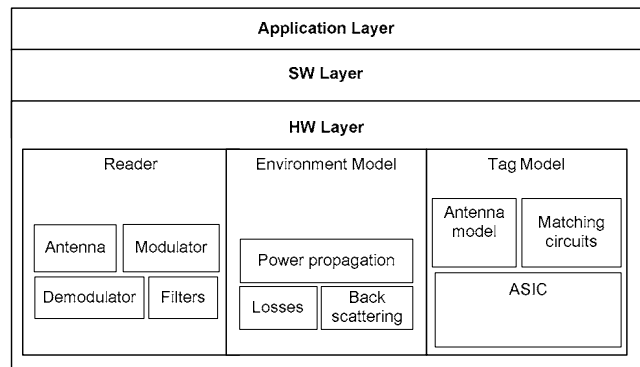 Application Layer
SW Layer
HW Layer
Reader
Antenna
Modulator
Demodulator
Filters
Environment Model
Power propagation
Losses
Back
scattering
Tag Model
Antenna
model
Matching
circuits
ASIC